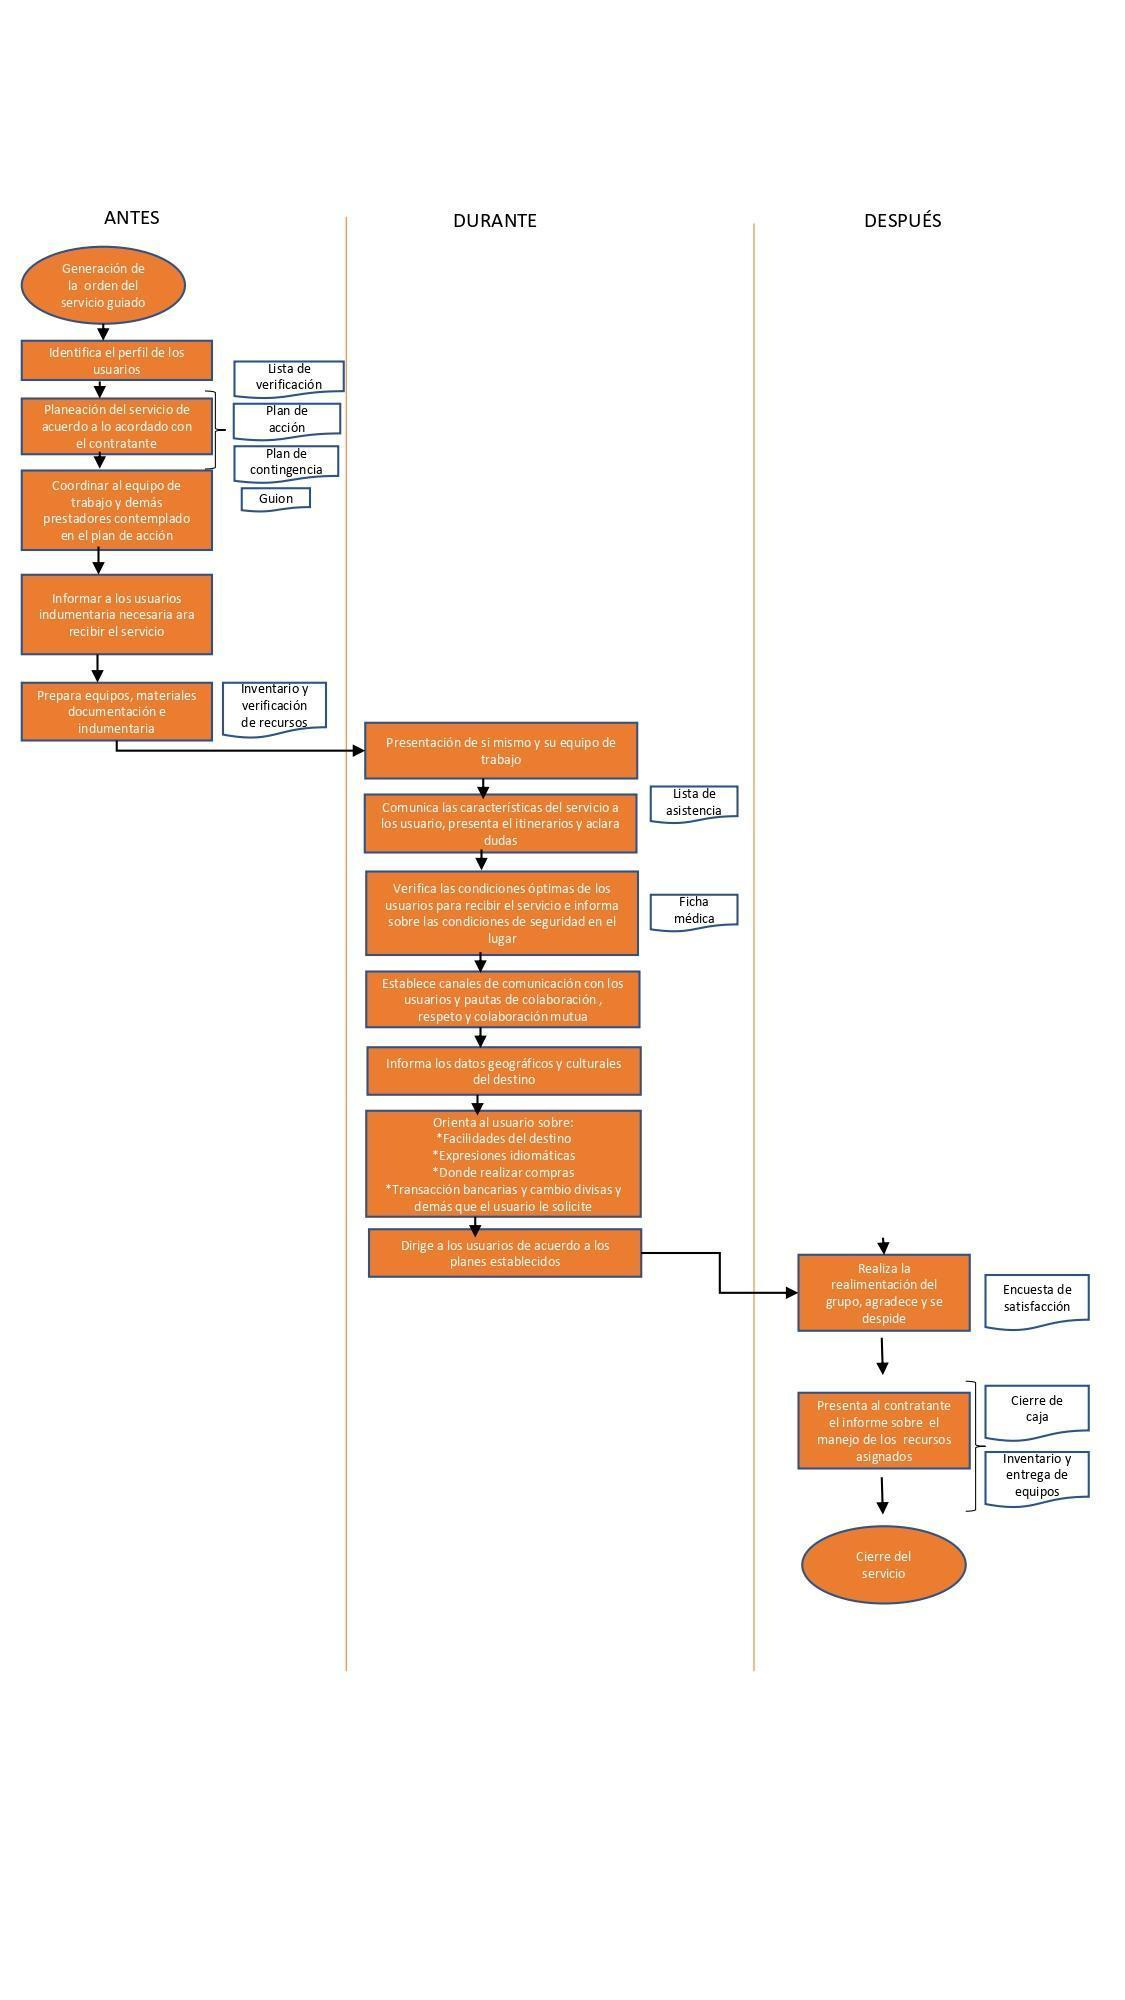 ANTES
Generación de
la orden del
servicio guiado
Identifica el perfil de los
usuarios
Planeación del servicio de
acuerdo a lo acordado con
el contratante
Lista de
verificación
Plan de
acción
Plan de
contingencia
Guion
Coordinar al equipo de
trabajo y demás
prestadores contemplado
en el plan de acción
Informar a los usuarios
indumentaria necesaria ara
recibir el servicio
Prepara equipos, materiales
documentación e
indumentaria
Inventario y
verificación
de recursos
DURANTE
Presentación de si mismo y su equipo de
trabajo
Comunica las características del servicio a
los usuario, presenta el itinerarios y aclara
dudas
Lista de
asistencia
Verifica las condiciones óptimas de los
usuarios para recibir el servicio e informa
sobre las condiciones de seguridad en el
lugar
Ficha
médica
Establece canales de comunicación con los
usuarios y pautas de colaboración ,
respeto y colaboración mutua
Informa los datos geográficos y culturales
del destino
Orienta al usuario sobre:
*Facilidades del destino
*Expresiones idiomáticas
*Donde realizar compras
*Transacción bancarias y cambio divisas y
demás que el usuario le solicite
Dirige a los usuarios de acuerdo a los
planes establecidos
DESPUÉS
Realiza la
realimentación del
grupo, agradece y se
despide
Encuesta de
satisfacción
Presenta al contratante
el informe sobre el
manejo de los recursos
asignados
Cierre de
caja
Inventario y
entrega de
equipos
Cierre del
servicio